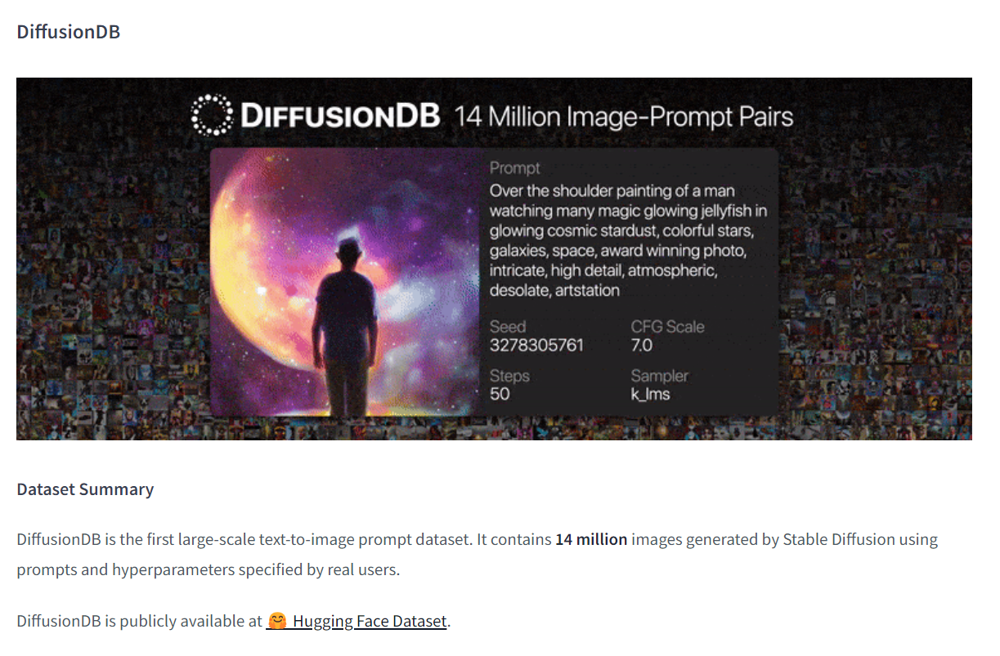 DiffusionDB
DIFFUSIONDB 14 Million Image-Prompt Pairs
Prompt
Over the shoulder painting of a man
watching many magic glowing jellyfish in
glowing cosmic stardust, colorful stars,
galaxies, space, award winning photo,
intricate, high detail, atmospheric,
desolate, artstation
Seed CFG Scale
3278305761 7.0
Steps Sampler
50 k_lms
Dataset Summary
DiffusionDB is the first large-scale text-to-image prompt dataset. It contains 14 million images generated by Stable Diffusion using
prompts and hyperparameters specified by real users.
DiffusionDB is publicly available at 🤗 Hugging Face Dataset.